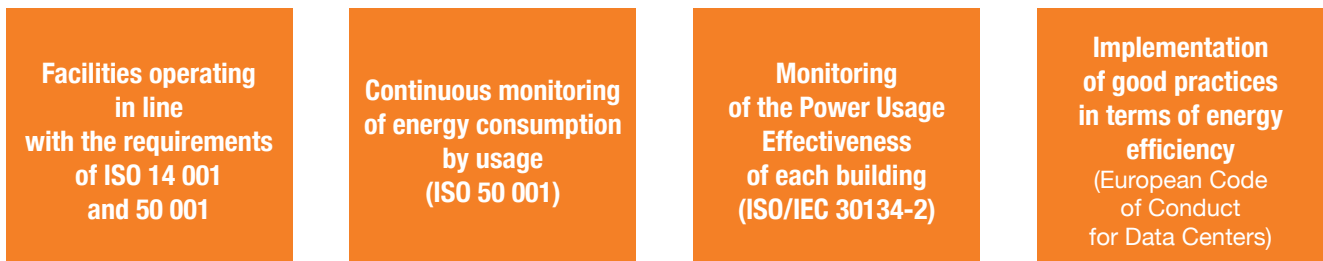 Facilities operating
in line
with the requirements
of ISO 14 001
and 50 001
Continuous monitoring
of energy consumption
by usage
(ISO 50 001)
Monitoring
of the Power Usage
Effectiveness
of each building
(ISO/IEC 30134-2)
Implementation
of good practices
in terms of energy
efficiency
(European Code
of Conduct
for Data Centers)